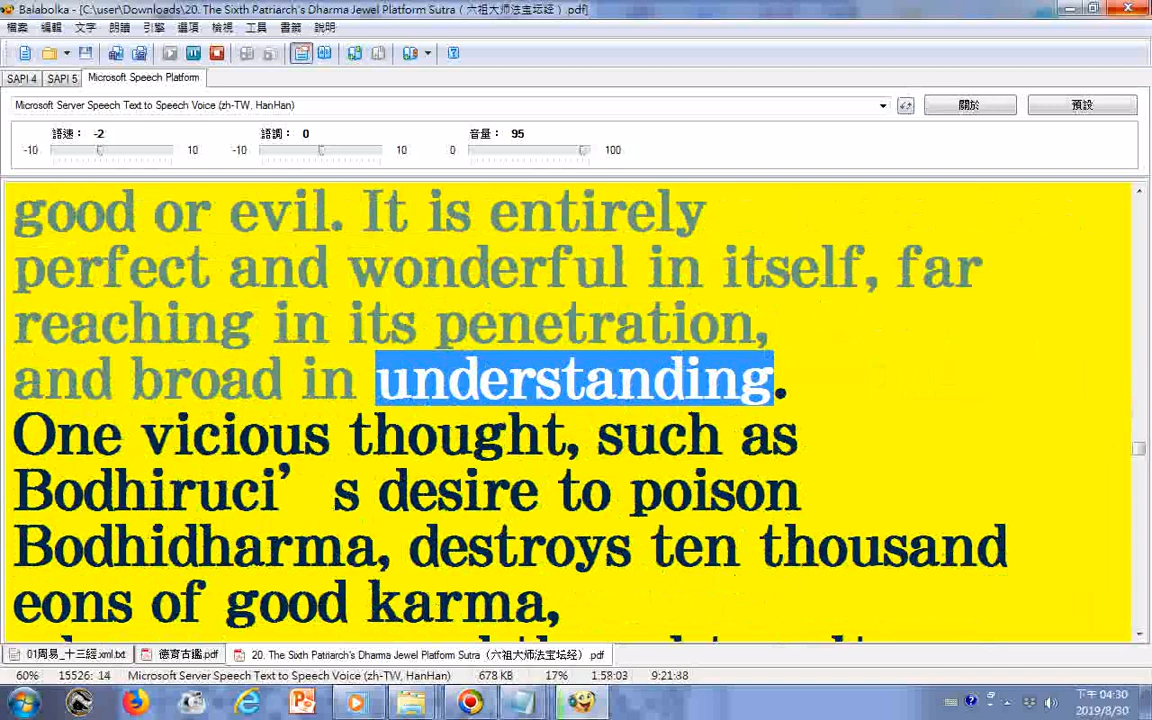 Balabolka - [C:\user\Downloads\20. The Sixth Patriarch's Dharma Jewel Platform Sutra（六祖大师法宝坛经）pdf]
檔案 編輯 文字 朗讀 引擎 選項 檢視 工具 書籤 說明
SAPI 4 SAPI 5 Microsoft Speech Platform
Microsoft Server Speech Text to Speech Voice (zh-TW, HanHan) 關於 預設
語速： -2 語調： 0 音量： 95
-10 10 -10 10 0 100
good or evil. It is entirely
perfect and wonderful in itself, far
reaching in its penetration,
and broad in understanding.
One vicious thought, such as
Bodhiruci’ s desire to poison
Bodhidharma, destroys ten thousand
eons of good karma,
01周易_十三經.xml.txt 德育古鑑.pdf 20. The Sixth Patriarch's Dharma Jewel Platform Sutra（六祖大师法宝坛经）pdf
60% 15526: 14 Microsoft Server Speech Text to Speech Voice (zh-TW, HanHan) 678 KB 17% 1:58:03 9:21:38
下午 04:30
2019/8/30